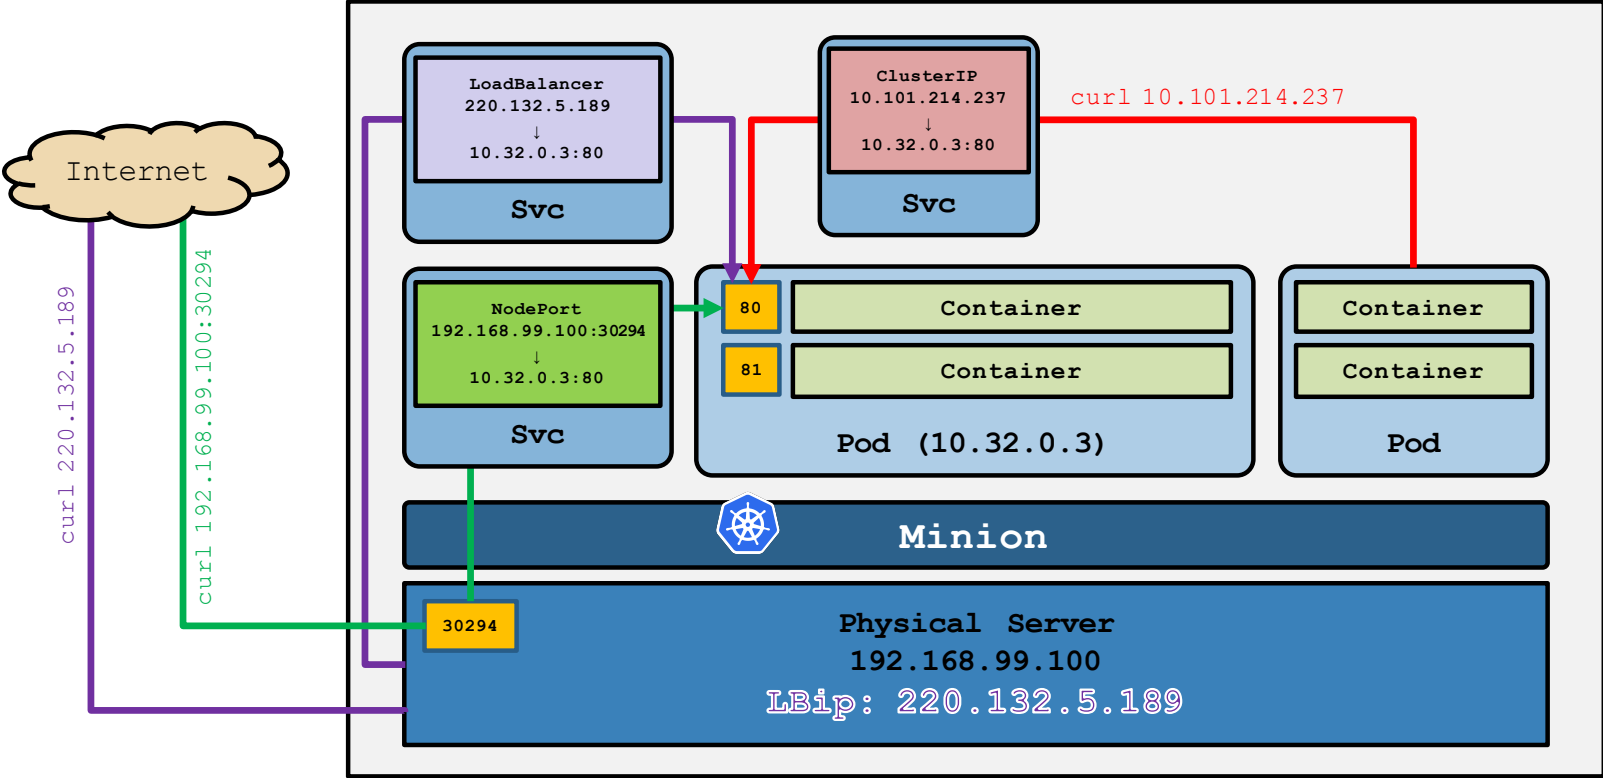 LoadBalancer
220.132.5.189
↓
10.32.0.3:80
Svc
ClusterIP
10.101.214.237
↓
10.32.0.3:80
Svc
curl 10.101.214.237
Internet
curl 220.132.5.189
curl 192.168.99.100:30294
NodePort
192.168.99.100:30294
↓
10.32.0.3:80
Svc
80
Container
81
Container
Pod (10.32.0.3)
Container
Container
Pod
Minion
30294
Physical Server
192.168.99.100
LBip: 220.132.5.189